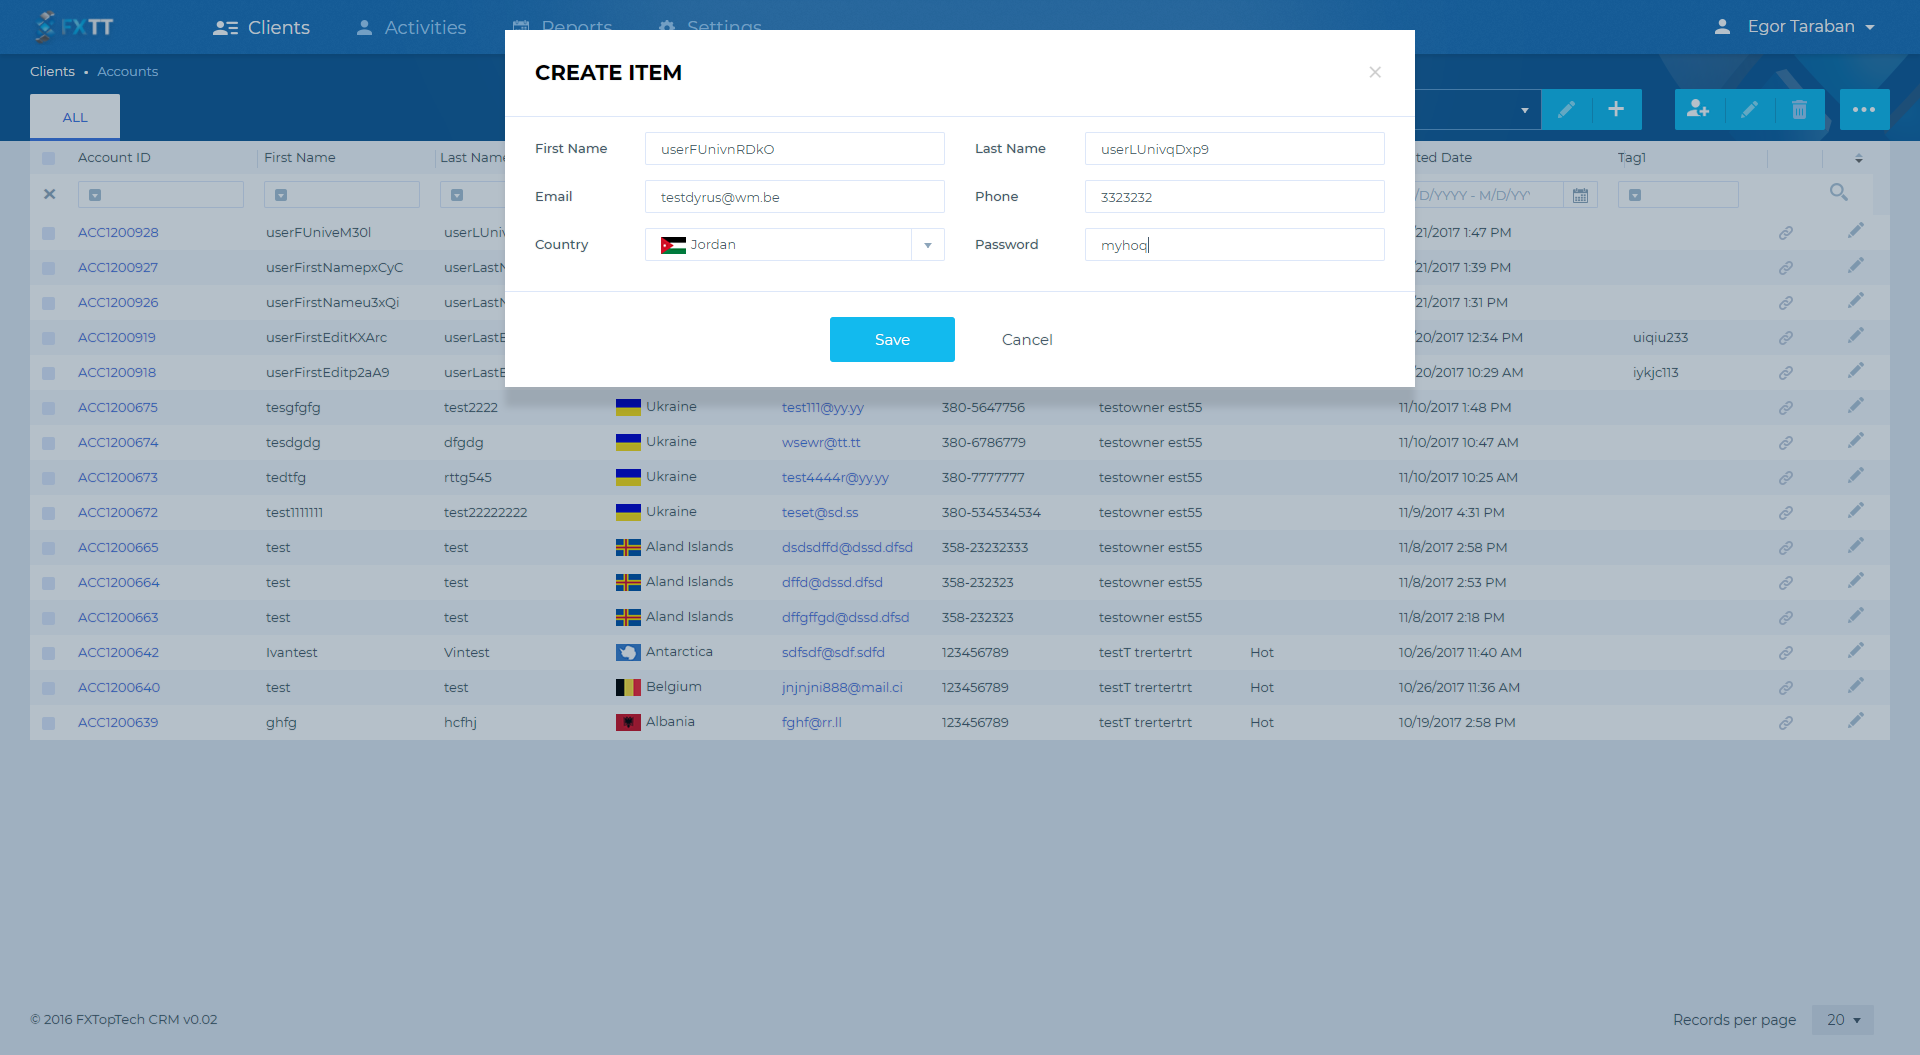 FXTT Clients Activities Reports Settings Egor Taraban
Clients • Accounts
ALL
CREATE ITEM ×
First Name userFUnivnRDkO Last Name userLUnivqDxp9
Email testdyrus@wm.be Phone 3323232
Country Jordan Password myhoq
Save Cancel
Account ID First Name Last Name ted Date Tag1
/D/YYYY - M/D/YY
ACC1200928 userFUniveM30l userLUniv 21/2017 1:47 PM
ACC1200927 userFirstNamepxCyC userLastN 21/2017 1:39 PM
ACC1200926 userFirstNameu3xQi userLastN 21/2017 1:31 PM
ACC1200919 userFirstEditKXArc userLastE 20/2017 12:34 PM uiqiu233
ACC1200918 userFirstEditp2aA9 userLastE 20/2017 10:29 AM iykjc113
ACC1200675 tesgfgfg test2222 Ukraine test111@yy.yy 380-5647756 testowner est55 11/10/2017 1:48 PM
ACC1200674 tesdgdg dfgdg Ukraine wsewr@tt.tt 380-6786779 testowner est55 11/10/2017 10:47 AM
ACC1200673 tedtfg rttg545 Ukraine test4444r@yy.yy 380-7777777 testowner est55 11/10/2017 10:25 AM
ACC1200672 test1111111 test22222222 Ukraine teset@sd.ss 380-534534534 testowner est55 11/9/2017 4:31 PM
ACC1200665 test test Aland Islands dsdsdffd@dssd.dfsd 358-23232333 testowner est55 11/8/2017 2:58 PM
ACC1200664 test test Aland Islands dffd@dssd.dfsd 358-232323 testowner est55 11/8/2017 2:53 PM
ACC1200663 test test Aland Islands dffgffgd@dssd.dfsd 358-232323 testowner est55 11/8/2017 2:18 PM
ACC1200642 Ivantest Vintest Antarctica sdfsdf@sdf.sdfd 123456789 testT trertertrt Hot 10/26/2017 11:40 AM
ACC1200640 test test Belgium jnjnjni888@mail.ci 123456789 testT trertertrt Hot 10/26/2017 11:36 AM
ACC1200639 ghfg hcfhj Albania fghf@rr.ll 123456789 testT trertertrt Hot 10/19/2017 2:58 PM
© 2016 FXTopTech CRM v0.02 Records per page 20